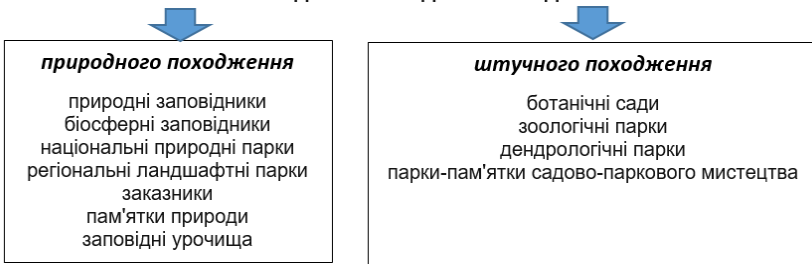 природного походження
природні заповідники
біосферні заповідники
національні природні парки
регіональні ландшафтні парки
заказники
пам'ятки природи
заповідні урочища
штучного походження
ботанічні сади
зоологічні парки
дендрологічні парки
парки-пам'ятки садово-паркового мистецтва